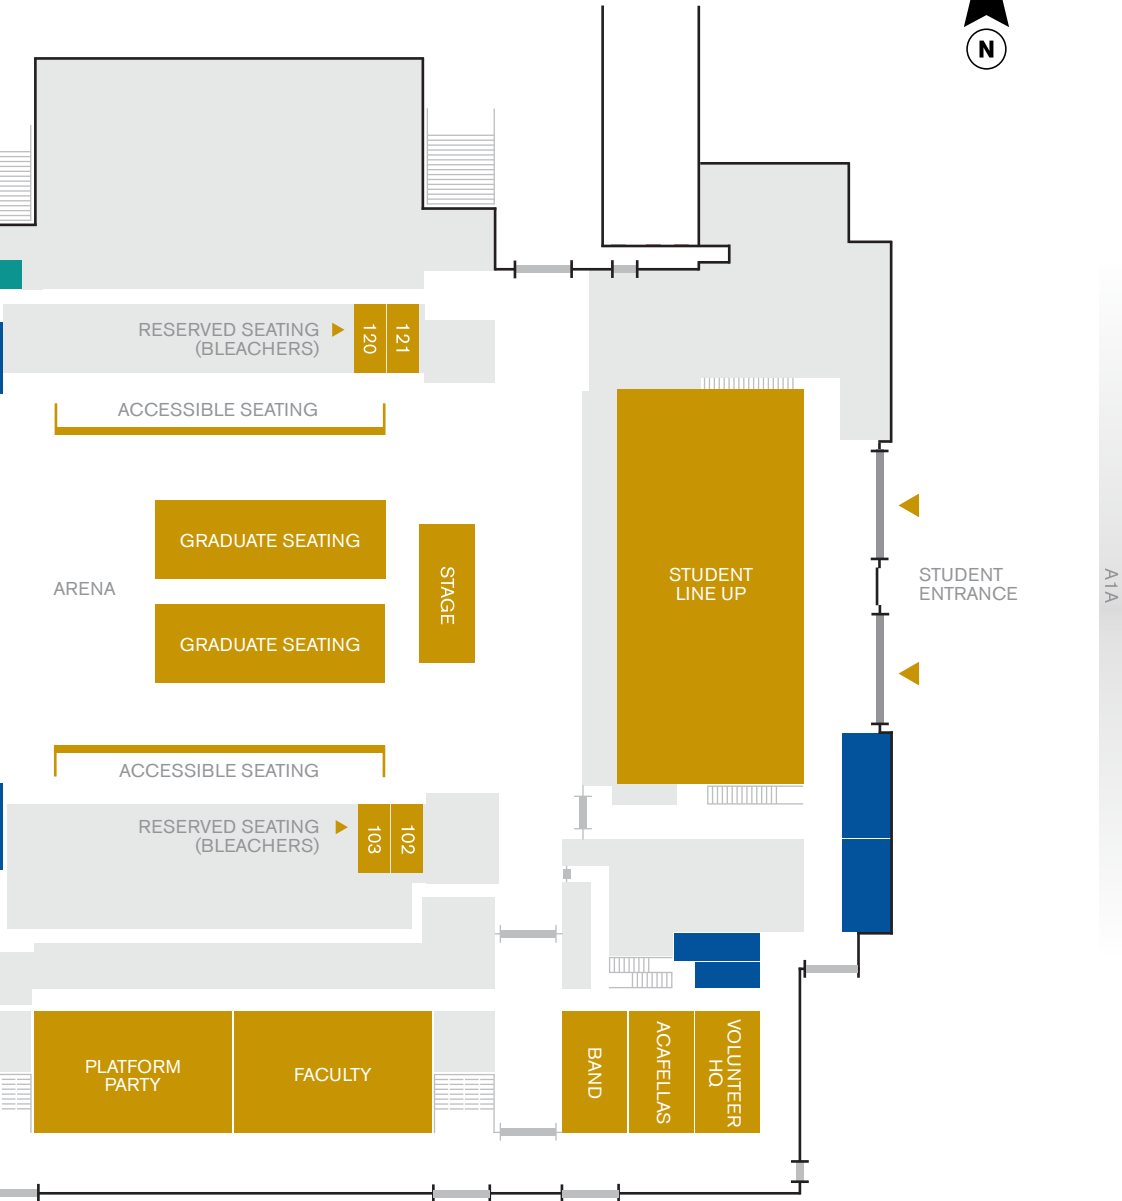 N
RESERVED SEATING
(BLEACHERS)
120
121
ACCESSIBLE SEATING
GRADUATE SEATING
ARENA
STAGE
GRADUATE SEATING
STUDENT
LINE UP
STUDENT
ENTRANCE
A1A
ACCESSIBLE SEATING
RESERVED SEATING
(BLEACHERS)
103
102
PLATFORM
PARTY
FACULTY
BAND
ACAFELLAS
VOLUNTEER
HQ